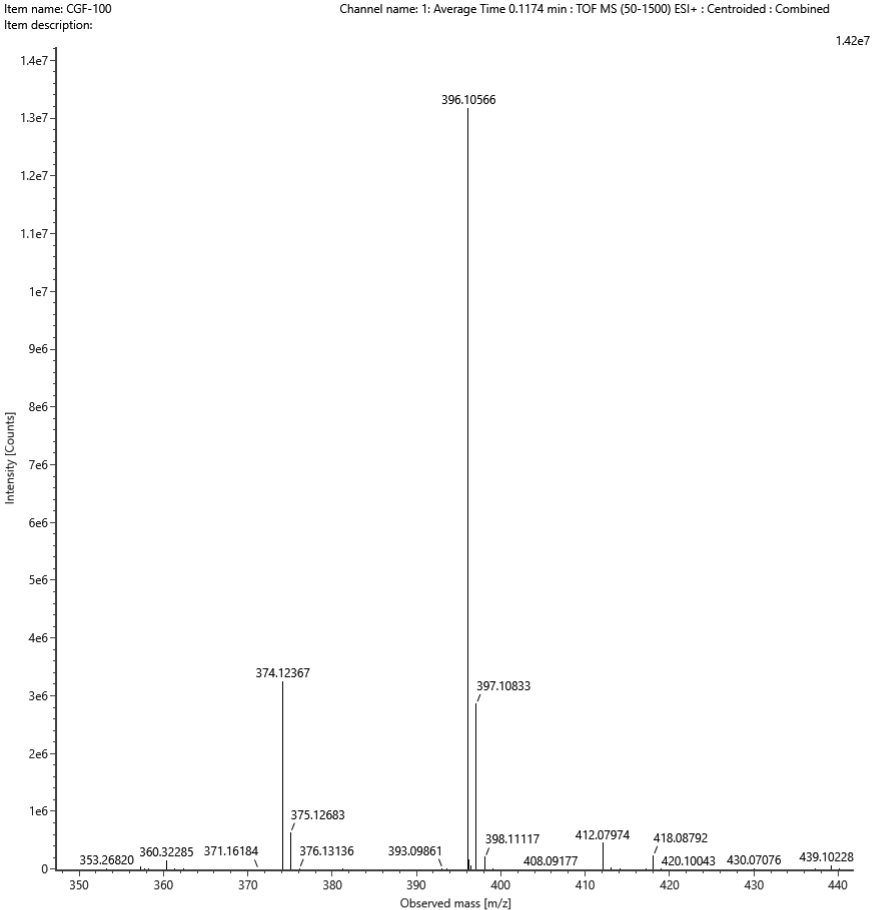 Item name: CGF-100
Channel name: 1: Average Time 0.1174 min : TOF MS (50-1500) ESI+ : Centroided : Combined
Item description:
1.42e7
1.4e7
396.10566
1.3e7
1.2e7
1.1e7
1e7
9e6
8e6
Intensity [Counts]
7e6
6e6
5e6
4e6
374.12367
397.10833
3e6
2e6
375.12683
1e6
353.26820
360.32285
371.16184
376.13136
393.09861
398.11117
408.09177
412.07974
418.08792
420.10043
430.07076
439.10228
0
350
360
370
380
390
400
410
420
430
440
Observed mass [m/z]